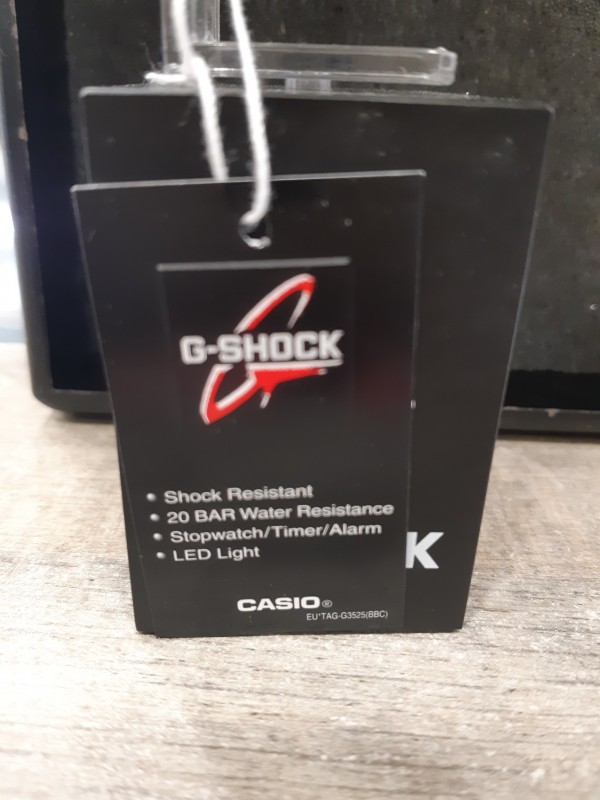 G-SHOCK
• Shock Resistant
• 20 BAR Water Resistance
• Stopwatch/Timer/Alarm
• LED Light
K
CASIO®
EU*TAG-G3525(BBC)